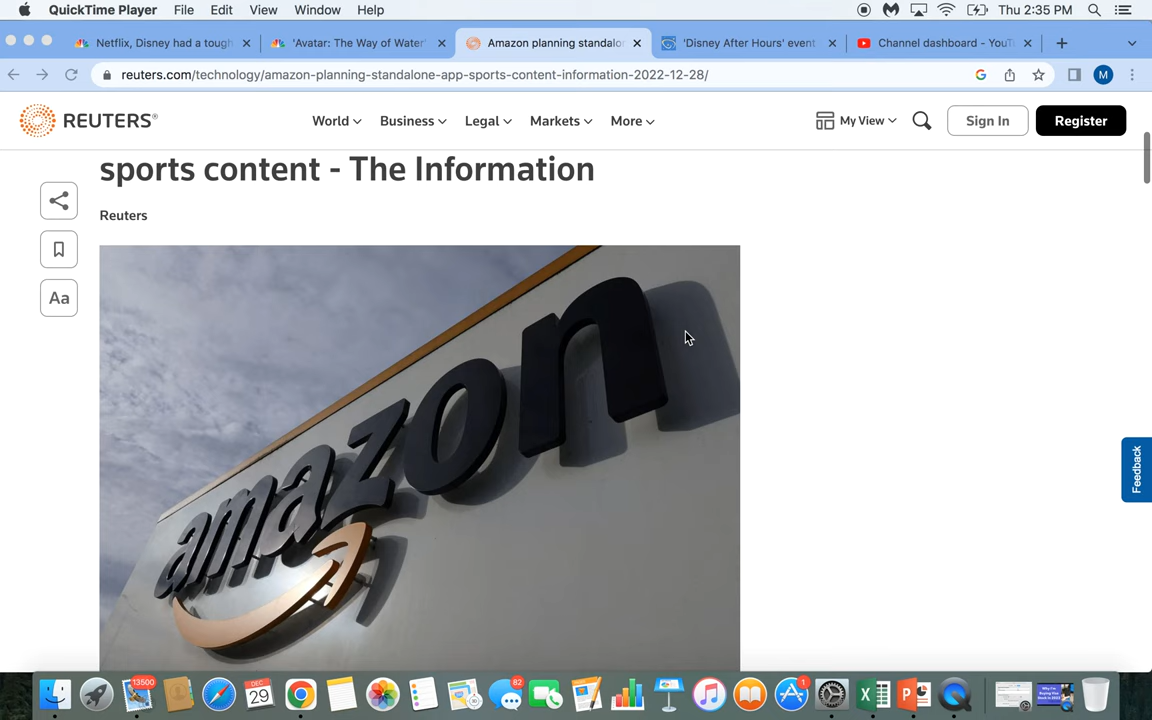 QuickTime Player File Edit View Window Help Thu 2:35 PM
Netflix, Disney had a tough 'Avatar: The Way of Water' Amazon planning standalo 'Disney After Hours' event Channel dashboard - YouTu
reuters.com/technology/amazon-planning-standalone-app-sports-content-information-2022-12-28/ G M
REUTERS® World Business Legal Markets More My View Sign In Register
sports content - The Information
Reuters
Aa
amazon
Feedback
13500 DEC 29 82 1